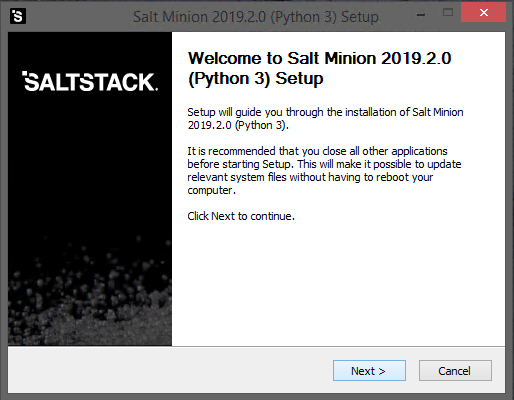 Salt Minion 2019.2.0 (Python 3) Setup
SALTSTACK.
Welcome to Salt Minion 2019.2.0
(Python 3) Setup
Setup will guide you through the installation of Salt Minion
2019.2.0 (Python 3).
It is recommended that you close all other applications
before starting Setup. This will make it possible to update
relevant system files without having to reboot your
computer.
Click Next to continue.
Next >
Cancel